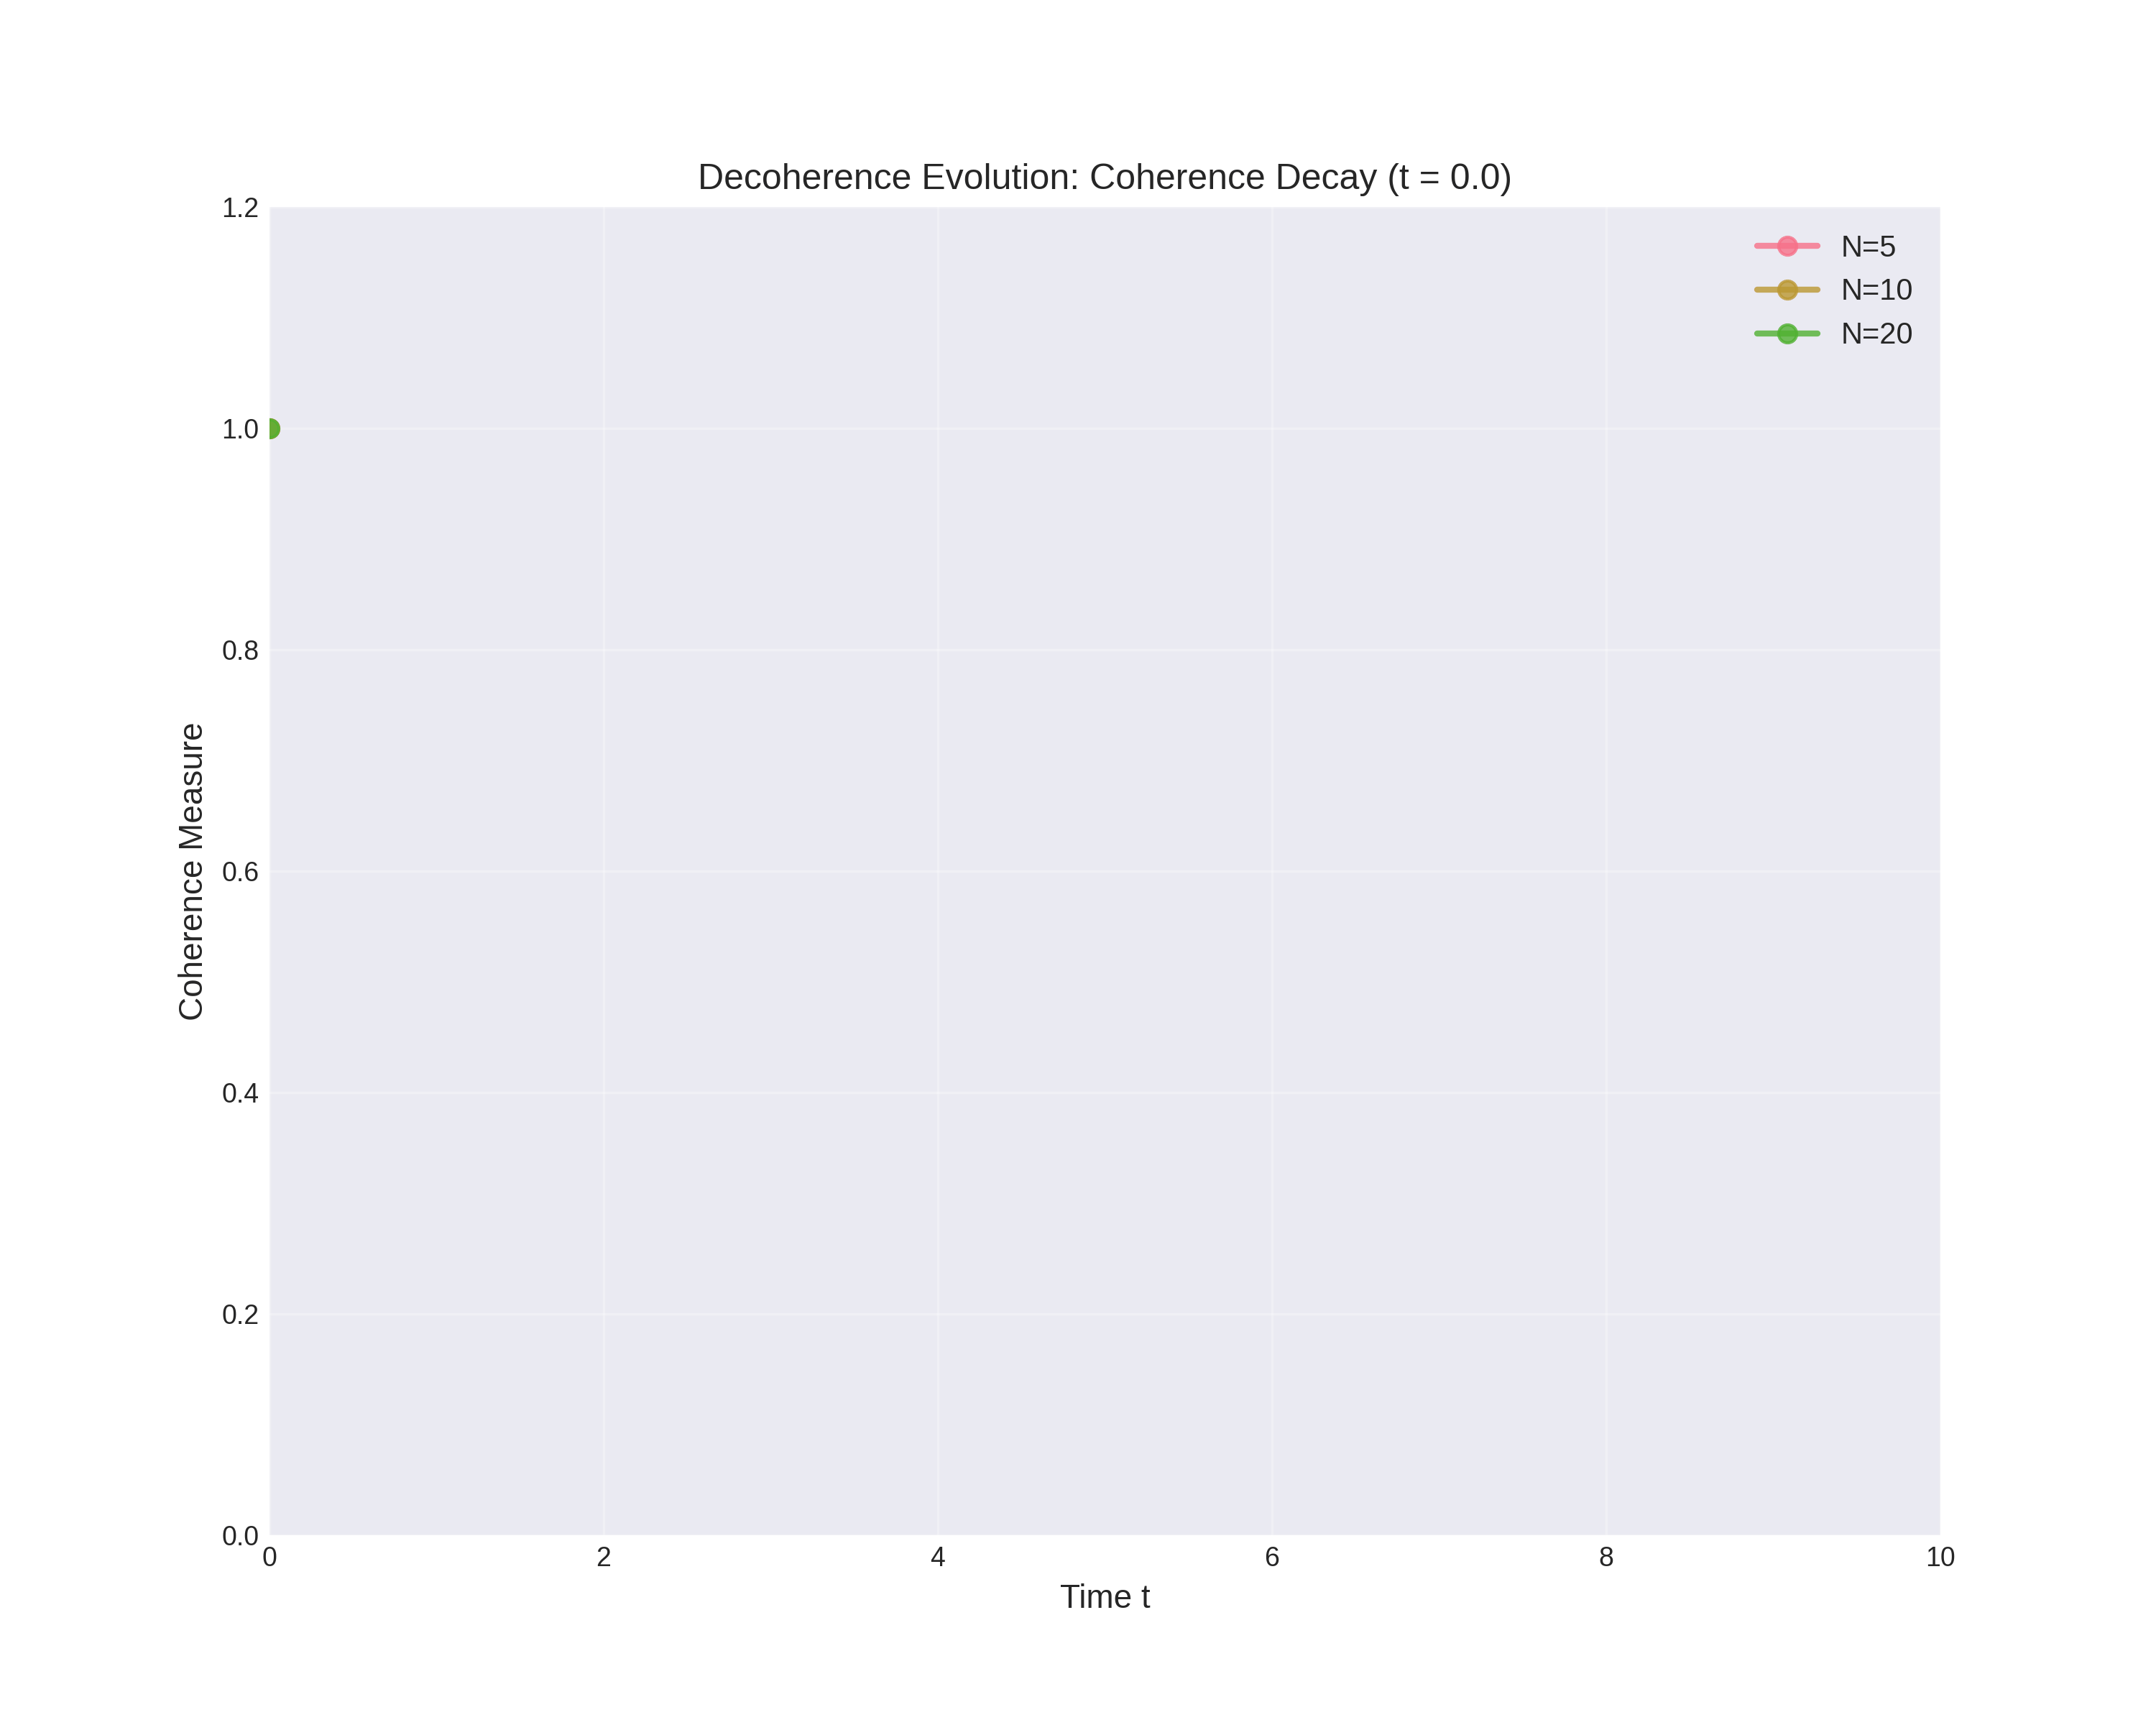 Decoherence Evolution: Coherence Decay (t = 0.0)
1.2
1.0
0.8
0.6
0.4
0.2
0.0
Coherence Measure
N=5
N=10
N=20
0 2 4 6 8 10
Time t